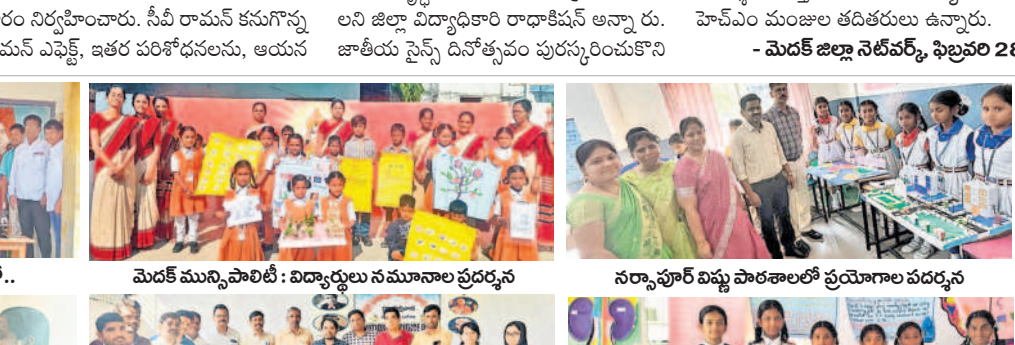 రం నిర్వహించారు. సీవీ రామన్ కనుగొన్న
మన్ ఎఫెక్ట్, ఇతర పరిశోధనలను, ఆయన
లని జిల్లా విద్యాధికారి రాధాకిషన్ అన్నా రు.
జాతీయ సైన్స్ దినోత్సవం పురస్కరించుకొని
హెచ్ఎం మంజుల తదితరులు ఉన్నారు.
- మెదక్ జిల్లా నెట్‌వర్క్, ఫిబ్రవరి 28
మెదక్ మున్సిపాలిటీ : విద్యార్థులు నమూనాల ప్రదర్శన
నర్సాపూర్ విష్ణు పాఠశాలలో ప్రయోగాల పదర్శన